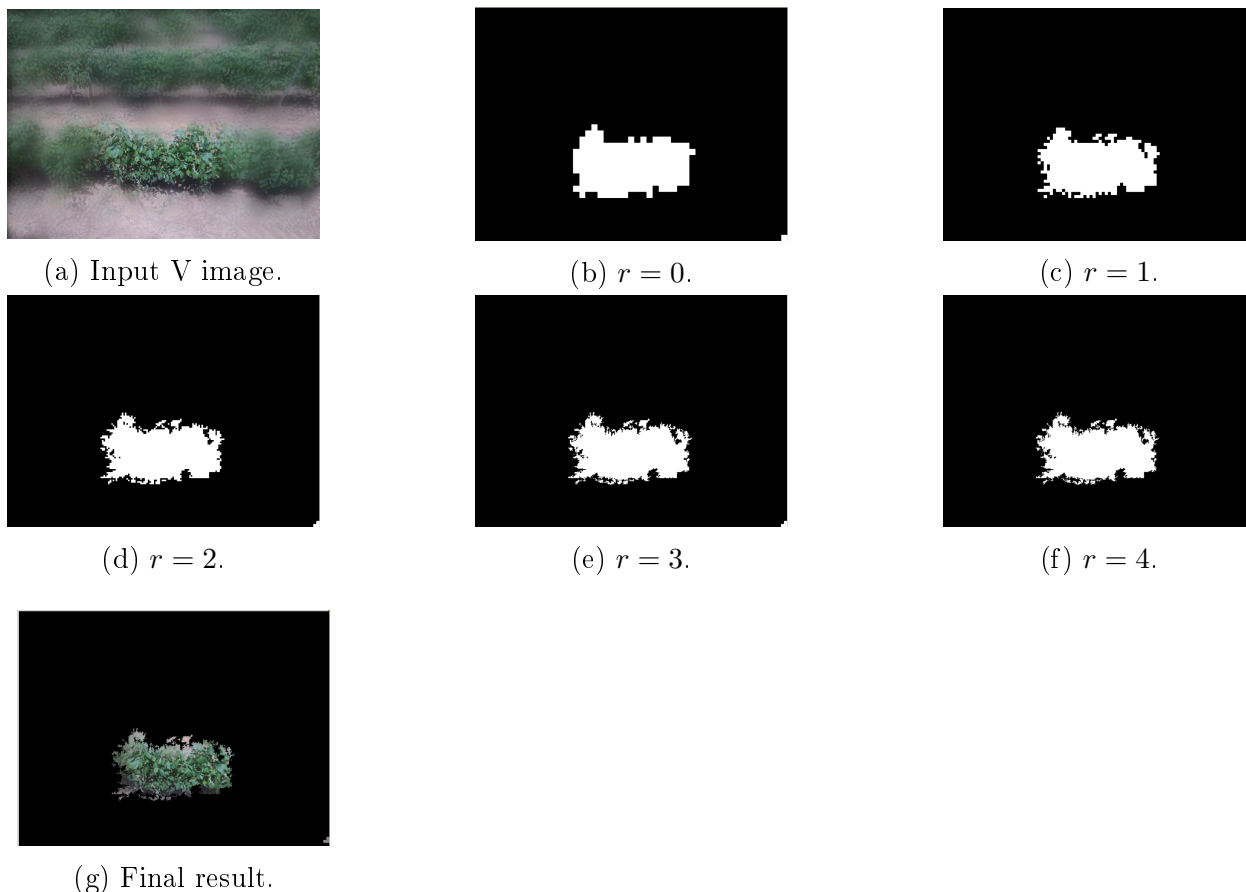 (a) Input V image.
(b) r = 0.
(c) r = 1.
(d) r = 2.
(e) r = 3.
(f) r = 4.
(g) Final result.